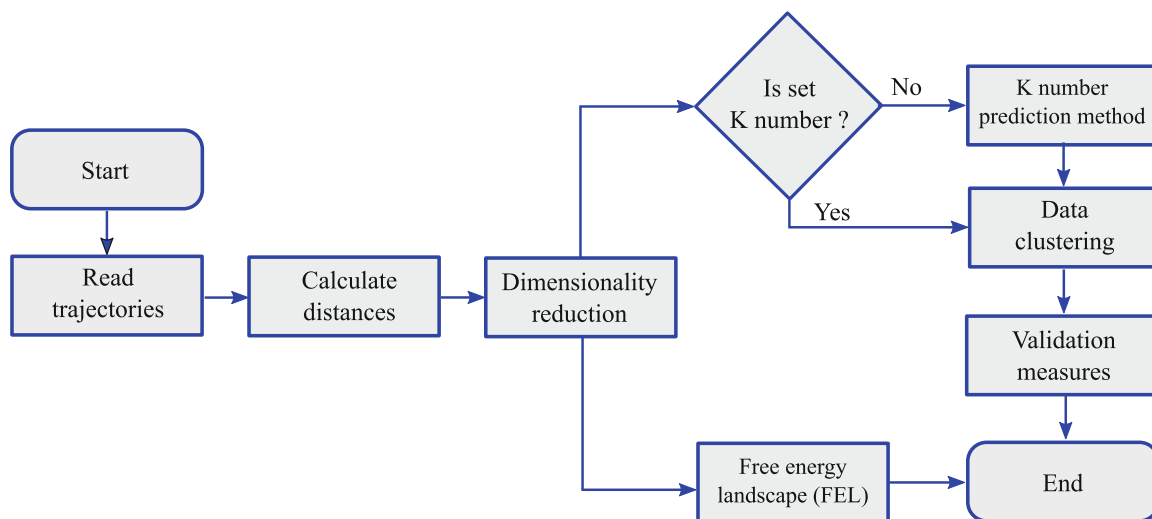 Start
Read
trajectories
Calculate
distances
Dimensionality
reduction
Is set
K number ?
No
Yes
K number
prediction method
Data
clustering
Validation
measures
Free energy
landscape (FEL)
End